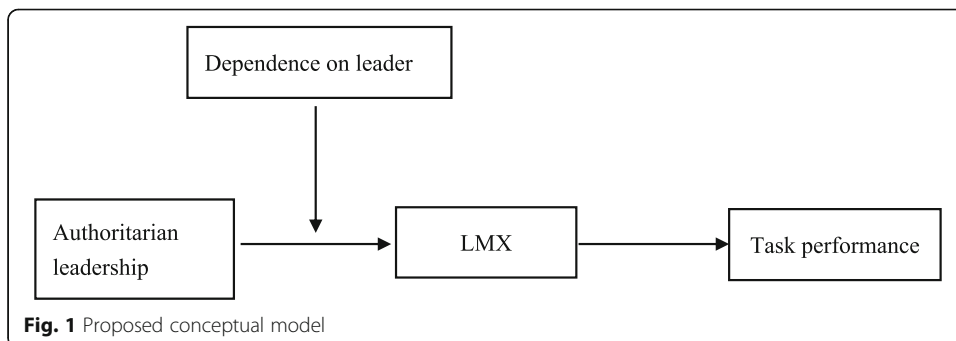 Dependence on leader
Authoritarian
leadership
LMX
Task performance
Fig. 1 Proposed conceptual model